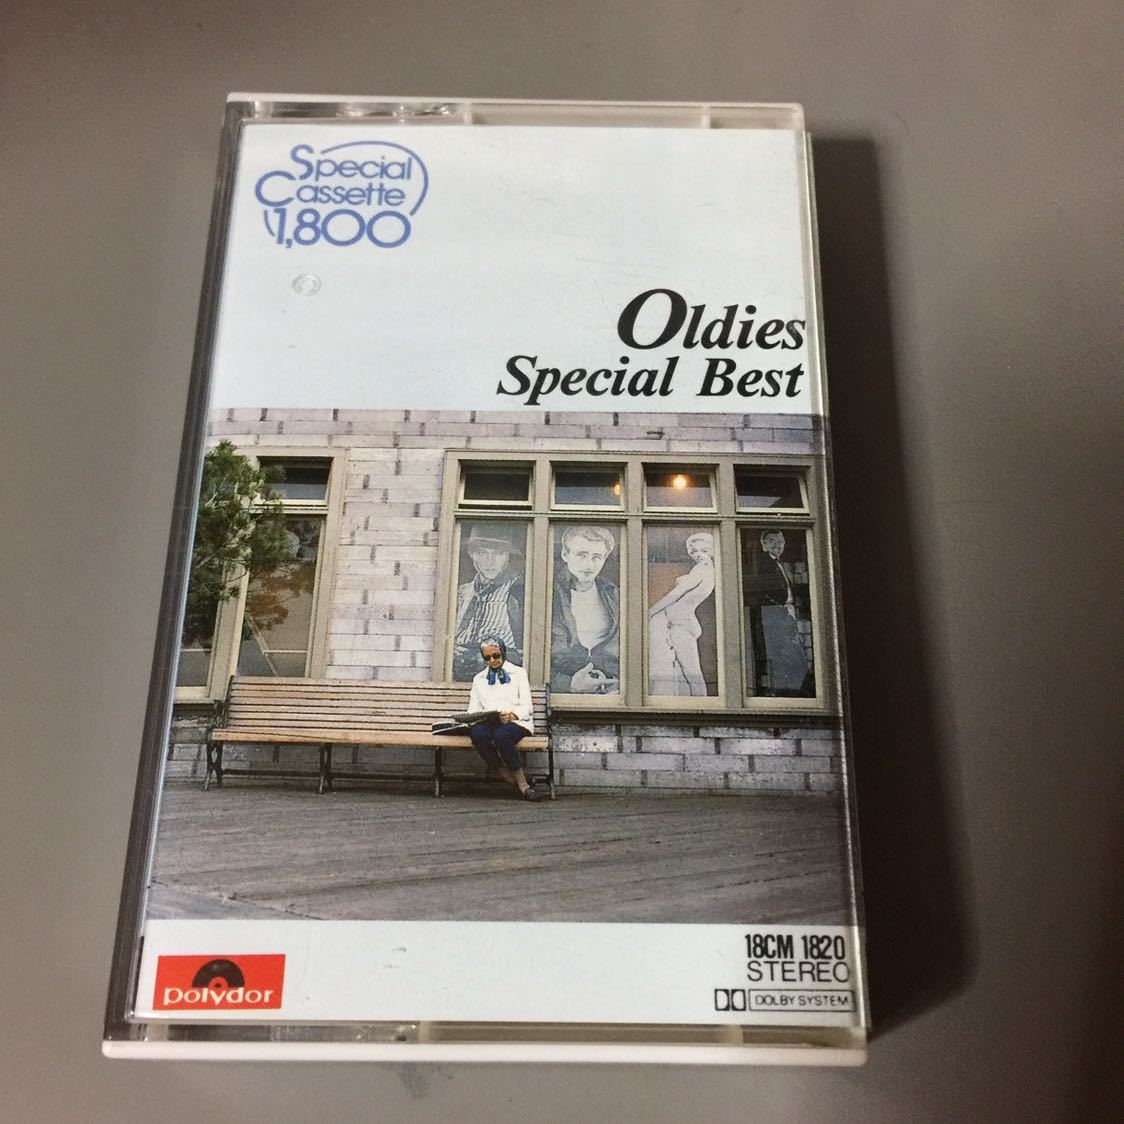 Special
Cassette
1,800
Oldies
Special Best
polydor
18CM 1820
STEREO
DOLBY SYSTEM